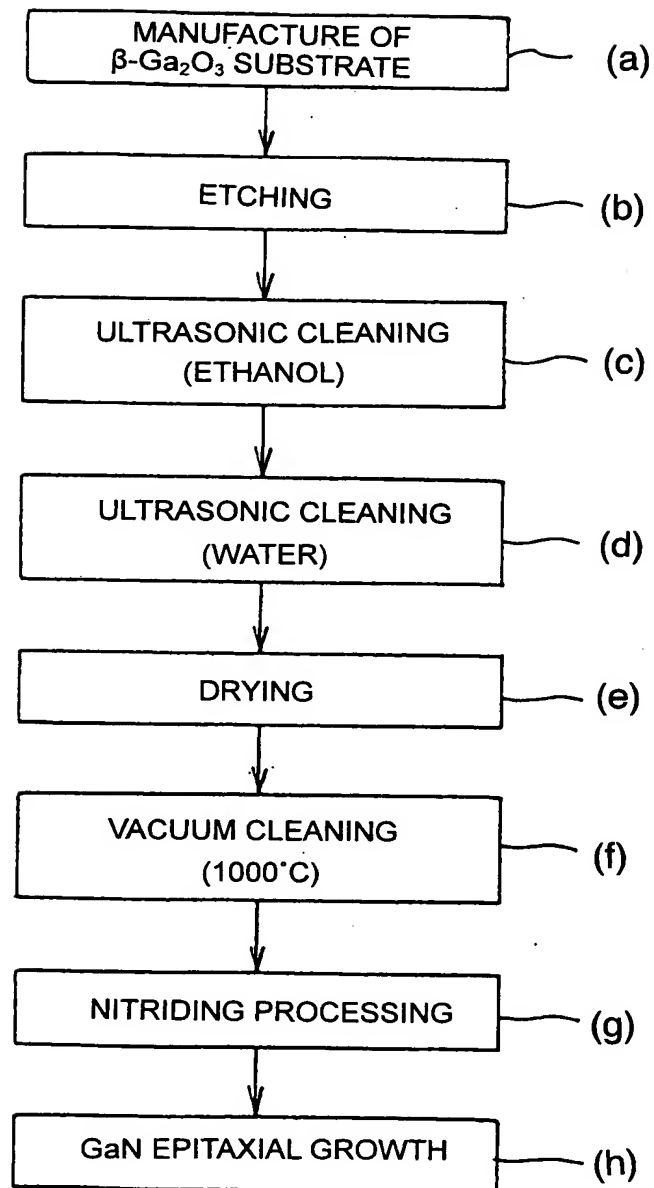 MANUFACTURE OF
β-Ga₂O₃ SUBSTRATE
(a)
ETCHING
(b)
ULTRASONIC CLEANING
(ETHANOL)
(c)
ULTRASONIC CLEANING
(WATER)
(d)
DRYING
(e)
VACUUM CLEANING
(1000°C)
(f)
NITRIDING PROCESSING
(g)
GaN EPITAXIAL GROWTH
(h)